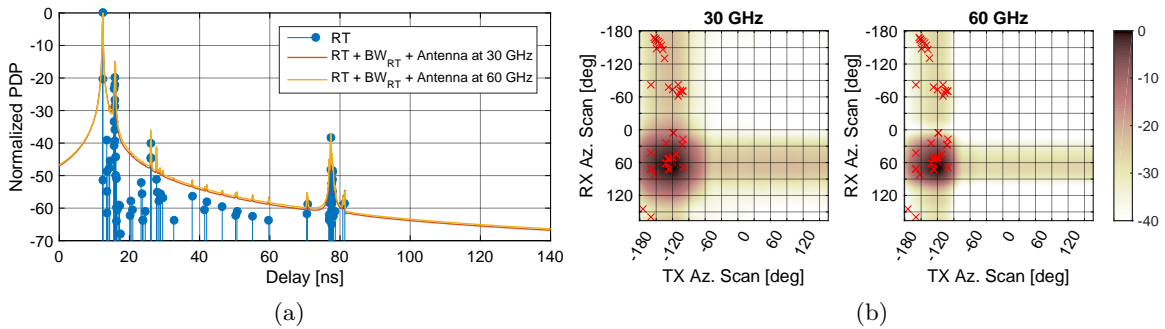 0
-10
-20
-30
-40
-50
-60
-70
0 20 40 60 80 100 120 140
Normalized PDP
Delay [ns]
RT
RT + BW_RT + Antenna at 30 GHz
RT + BW_RT + Antenna at 60 GHz
(a)
30 GHz
-180
-120
-60
0
60
120
-180 -120 -60 0 60 120
RX Az. Scan [deg]
TX Az. Scan [deg]
60 GHz
-180
-120
-60
0
60
120
-180 -120 -60 0 60 120
RX Az. Scan [deg]
TX Az. Scan [deg]
0
-10
-20
-30
-40
(b)